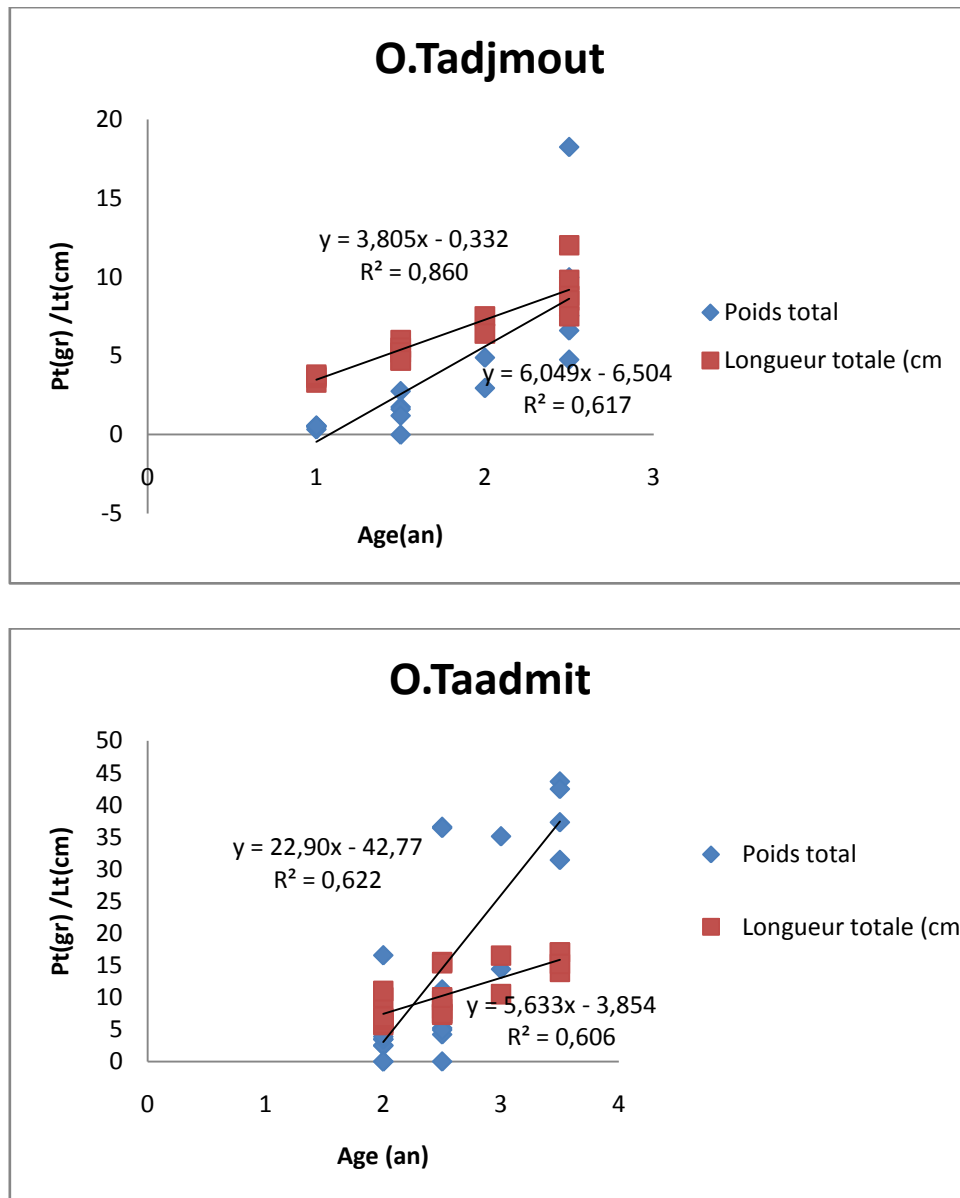 O.Tadjmout
20
15
10
5
0
-5
0
1
2
3
Pt(gr) /Lt(cm)
Age(an)
y = 3,805x - 0,332
R² = 0,860
y = 6,049x - 6,504
R² = 0,617
Poids total
Longueur totale (cm
O.Taadmit
50
45
40
35
30
25
20
15
10
5
0
0
1
2
3
4
Pt(gr) /Lt(cm)
Age (an)
y = 22,90x - 42,77
R² = 0,622
y = 5,633x - 3,854
R² = 0,606
Poids total
Longueur totale (cm